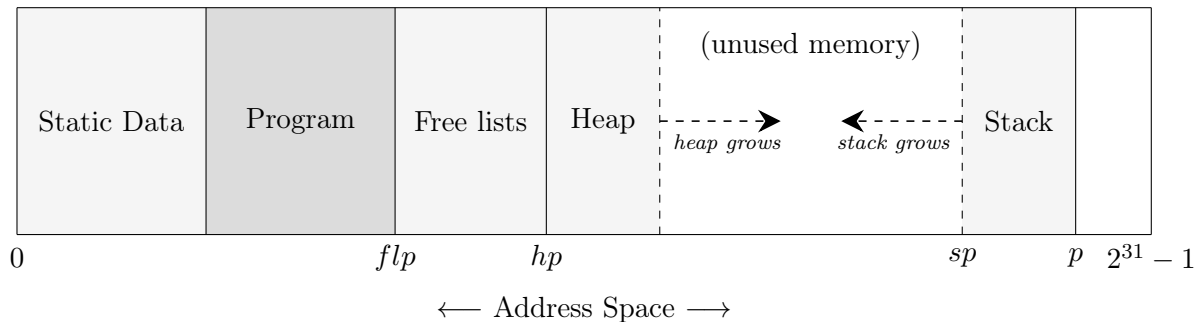 (unused memory)
Static Data Program Free lists Heap Stack
heap grows stack grows
0 flp hp sp p 2^31 − 1
⟵ Address Space ⟶